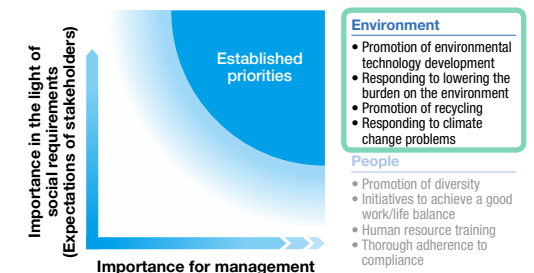 Importance in the light of
social requirements
(Expectations of stakeholders)
Established
priorities
Importance for management
Environment
• Promotion of environmental
technology development
• Responding to lowering the
burden on the environment
• Promotion of recycling
• Responding to climate
change problems
People
• Promotion of diversity
• Initiatives to achieve a good
work/life balance
• Human resource training
• Thorough adherence to
compliance